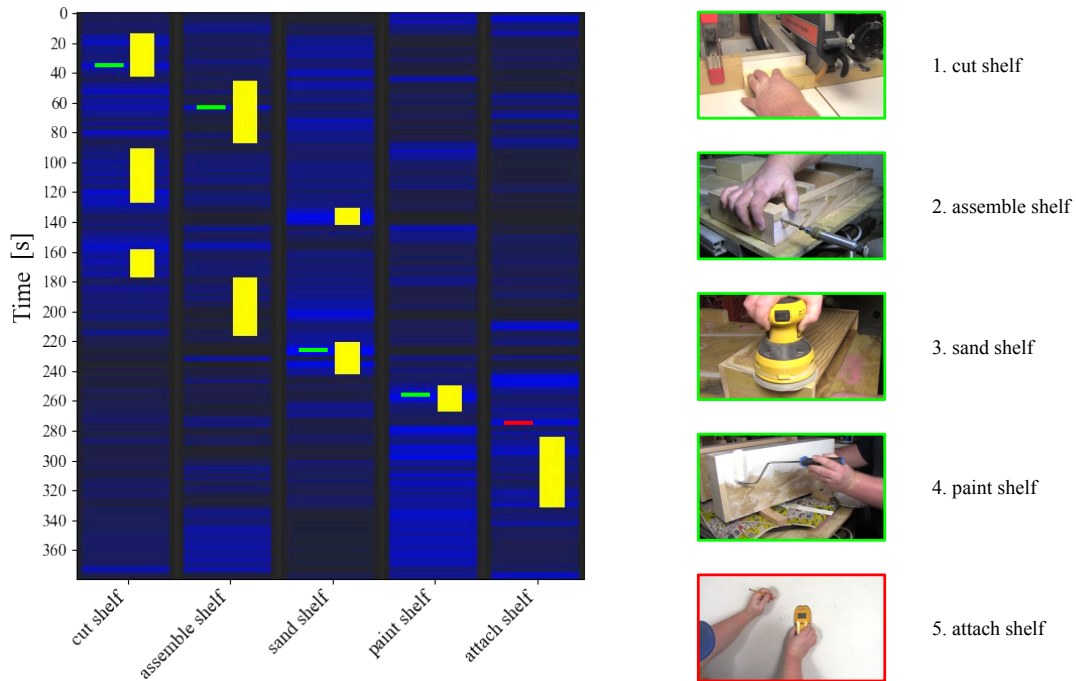 0
20
40
60
80
100
120
140
160
180
200
220
240
260
280
300
320
340
360
Time [s]
cut shelf
assemble shelf
sand shelf
paint shelf
attach shelf
1. cut shelf
2. assemble shelf
3. sand shelf
4. paint shelf
5. attach shelf